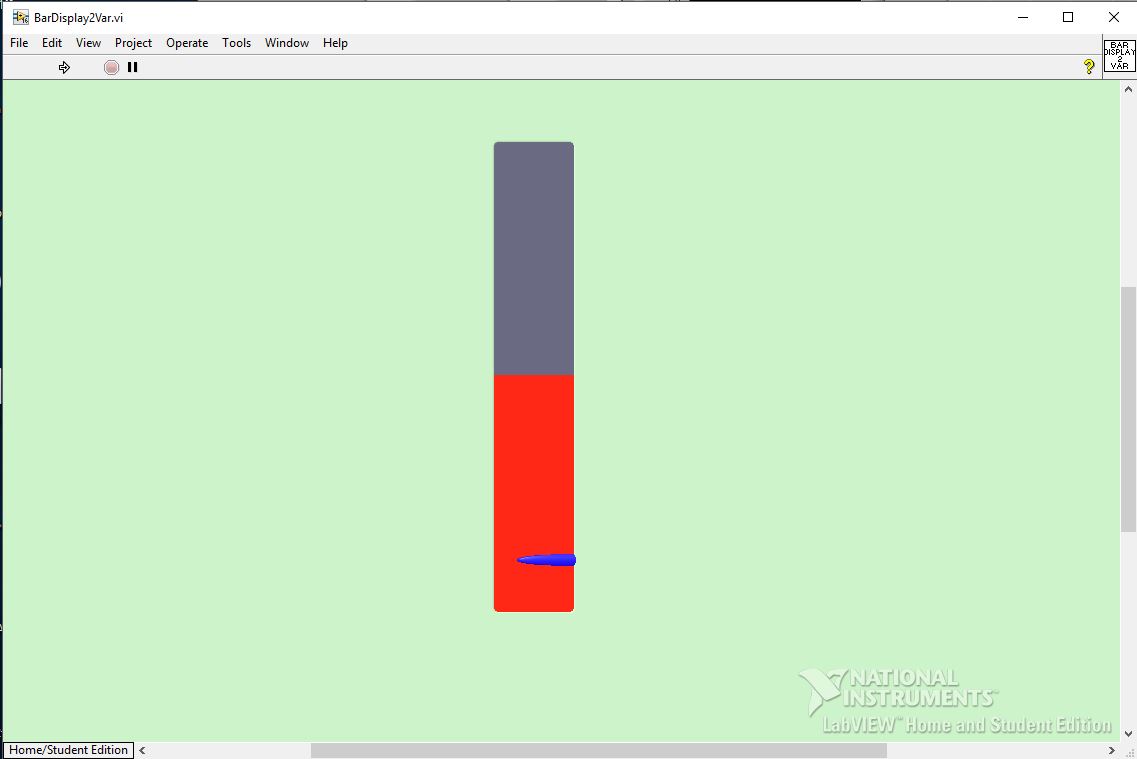 BarDisplay2Var.vi
File Edit View Project Operate Tools Window Help
BAR
DISPLAY
2
VAR
NATIONAL
INSTRUMENTS™
LabVIEW™ Home and Student Edition
Home/Student Edition